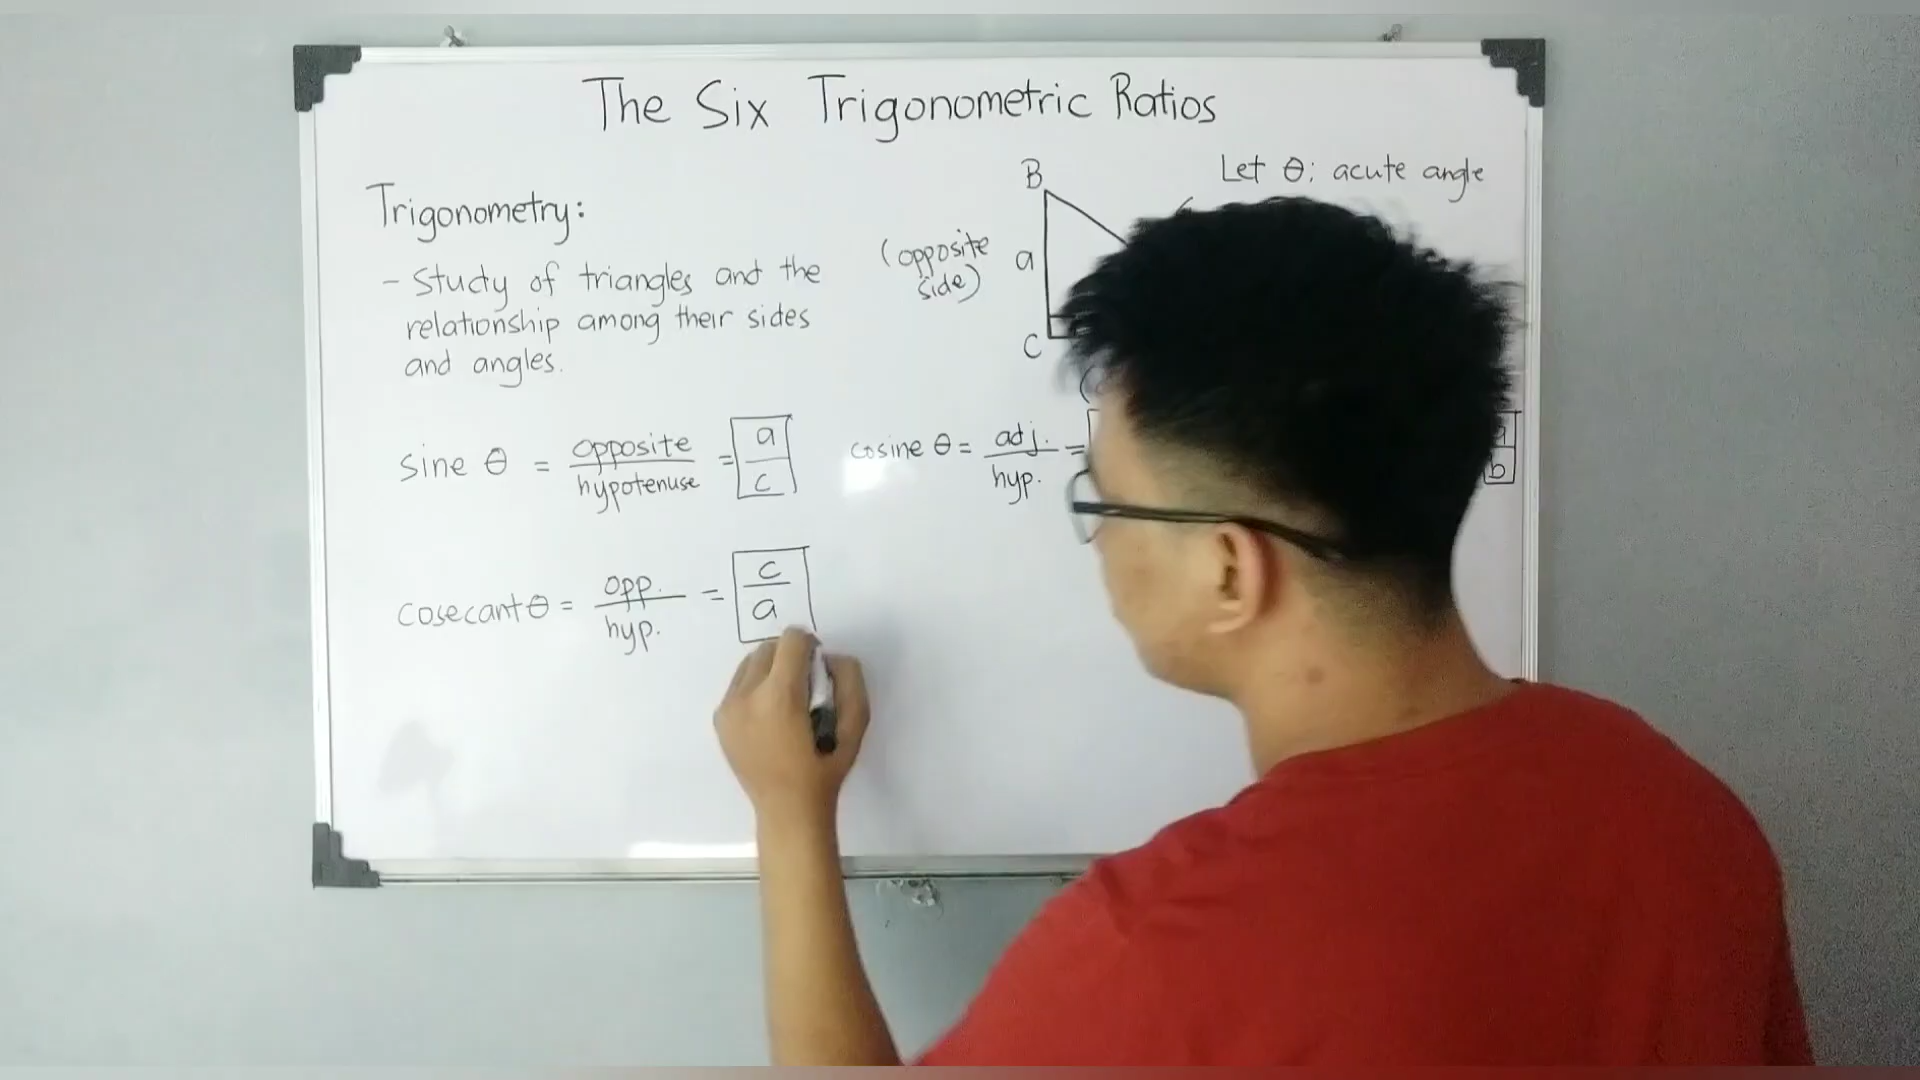 The Six Trigonometric Ratios
Trigonometry:
- Study of triangles and the
relationship among their sides
and angles.
B
Let θ: acute angle
(opposite
side)
a
C
sine θ = opposite/hypotenuse = a/c
cosine θ = adj./hyp. =
b
cosecant θ = opp./hyp. = c/a